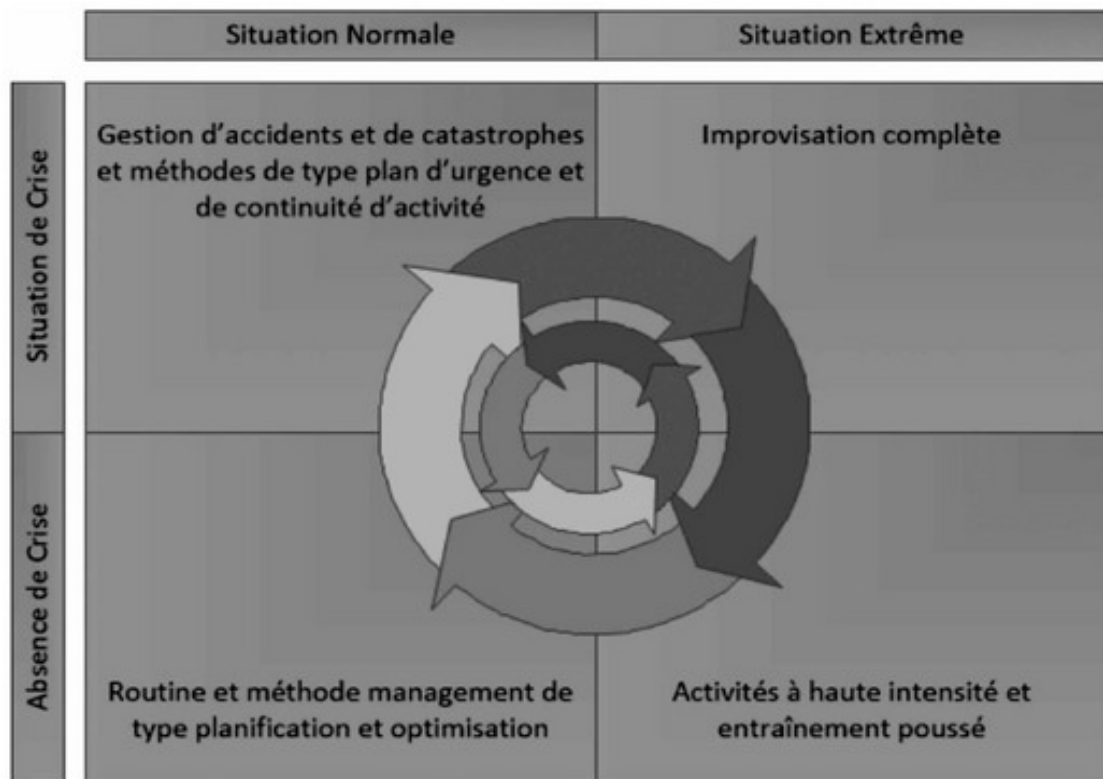 Situation Normale
Situation Extrême
Situation de Crise
Gestion d’accidents et de catastrophes
et méthodes de type plan d’urgence et
de continuité d’activité
Improvisation complète
Absence de Crise
Routine et méthode management de
type planification et optimisation
Activités à haute intensité et
entraînement poussé